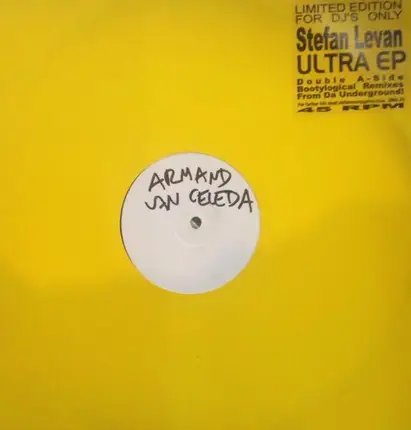 LIMITED EDITION
FOR DJ'S ONLY
Stefan Levan
ULTRA EP
Double A-Side
Bootylogical Remixes
From Da Underground!
45 RPM
ARMAND
VAN CELEDA